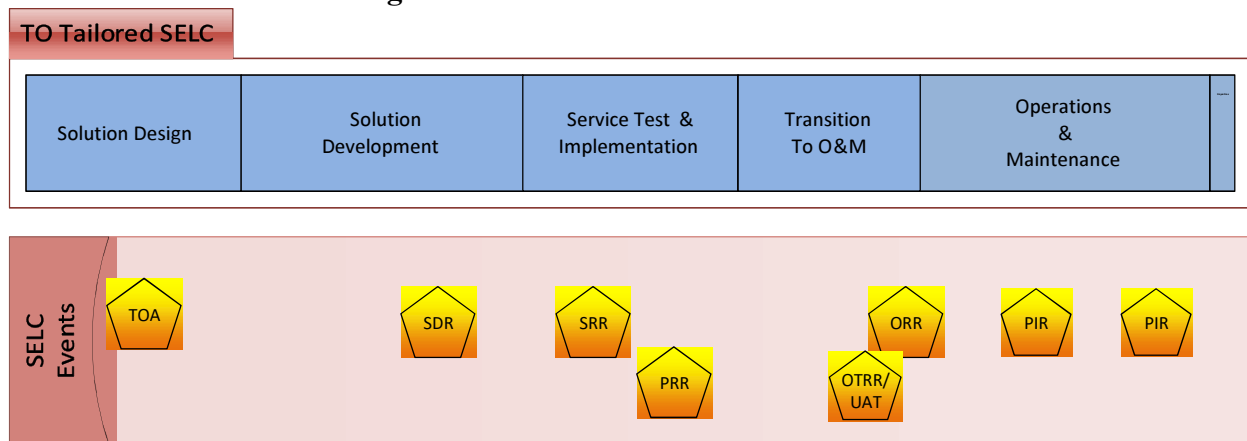 TO Tailored SELC
Solution Design
Solution
Development
Service Test &
Implementation
Transition
To O&M
Operations
&
Maintenance
SELC
Events
TOA
SDR
SRR
PRR
OTRR/
UAT
ORR
PIR
PIR